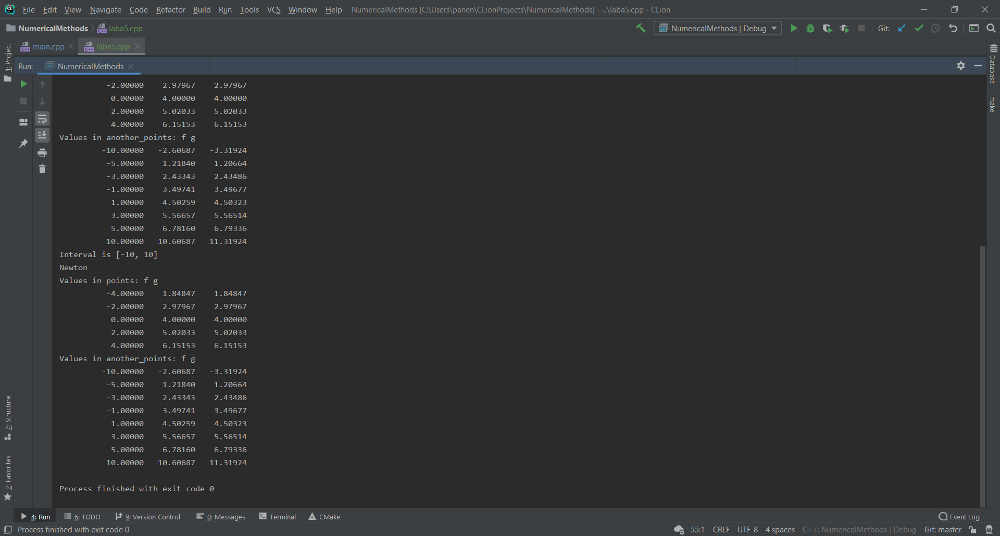 File Edit View Navigate Code Refactor Build Run Tools VCS Window Help NumericalMethods [C:\Users\panen\CLionProjects\NumericalMethods] - ...\laba5.cpp - CLion
NumericalMethods laba5.cpp NumericalMethods | Debug Git:
main.cpp laba5.cpp
Run: NumericalMethods
1: Project
7: Structure
2: Favorites
Database
make
-2.00000 2.97967 2.97967
0.00000 4.00000 4.00000
2.00000 5.02033 5.02033
4.00000 6.15153 6.15153
Values in another_points: f g
-10.00000 -2.60687 -3.31924
-5.00000 1.21840 1.20664
-3.00000 2.43343 2.43486
-1.00000 3.49741 3.49677
1.00000 4.50259 4.50323
3.00000 5.56657 5.56514
5.00000 6.78160 6.79336
10.00000 10.60687 11.31924
Interval is [-10, 10]
Newton
Values in points: f g
-4.00000 1.84847 1.84847
-2.00000 2.97967 2.97967
0.00000 4.00000 4.00000
2.00000 5.02033 5.02033
4.00000 6.15153 6.15153
Values in another_points: f g
-10.00000 -2.60687 -3.31924
-5.00000 1.21840 1.20664
-3.00000 2.43343 2.43486
-1.00000 3.49741 3.49677
1.00000 4.50259 4.50323
3.00000 5.56657 5.56514
5.00000 6.78160 6.79336
10.00000 10.60687 11.31924
Process finished with exit code 0
4: Run 6: TODO 9: Version Control 0: Messages Terminal CMake Event Log
Process finished with exit code 0 55:1 CRLF UTF-8 4 spaces C++: NumericalMethods | Debug Git: master